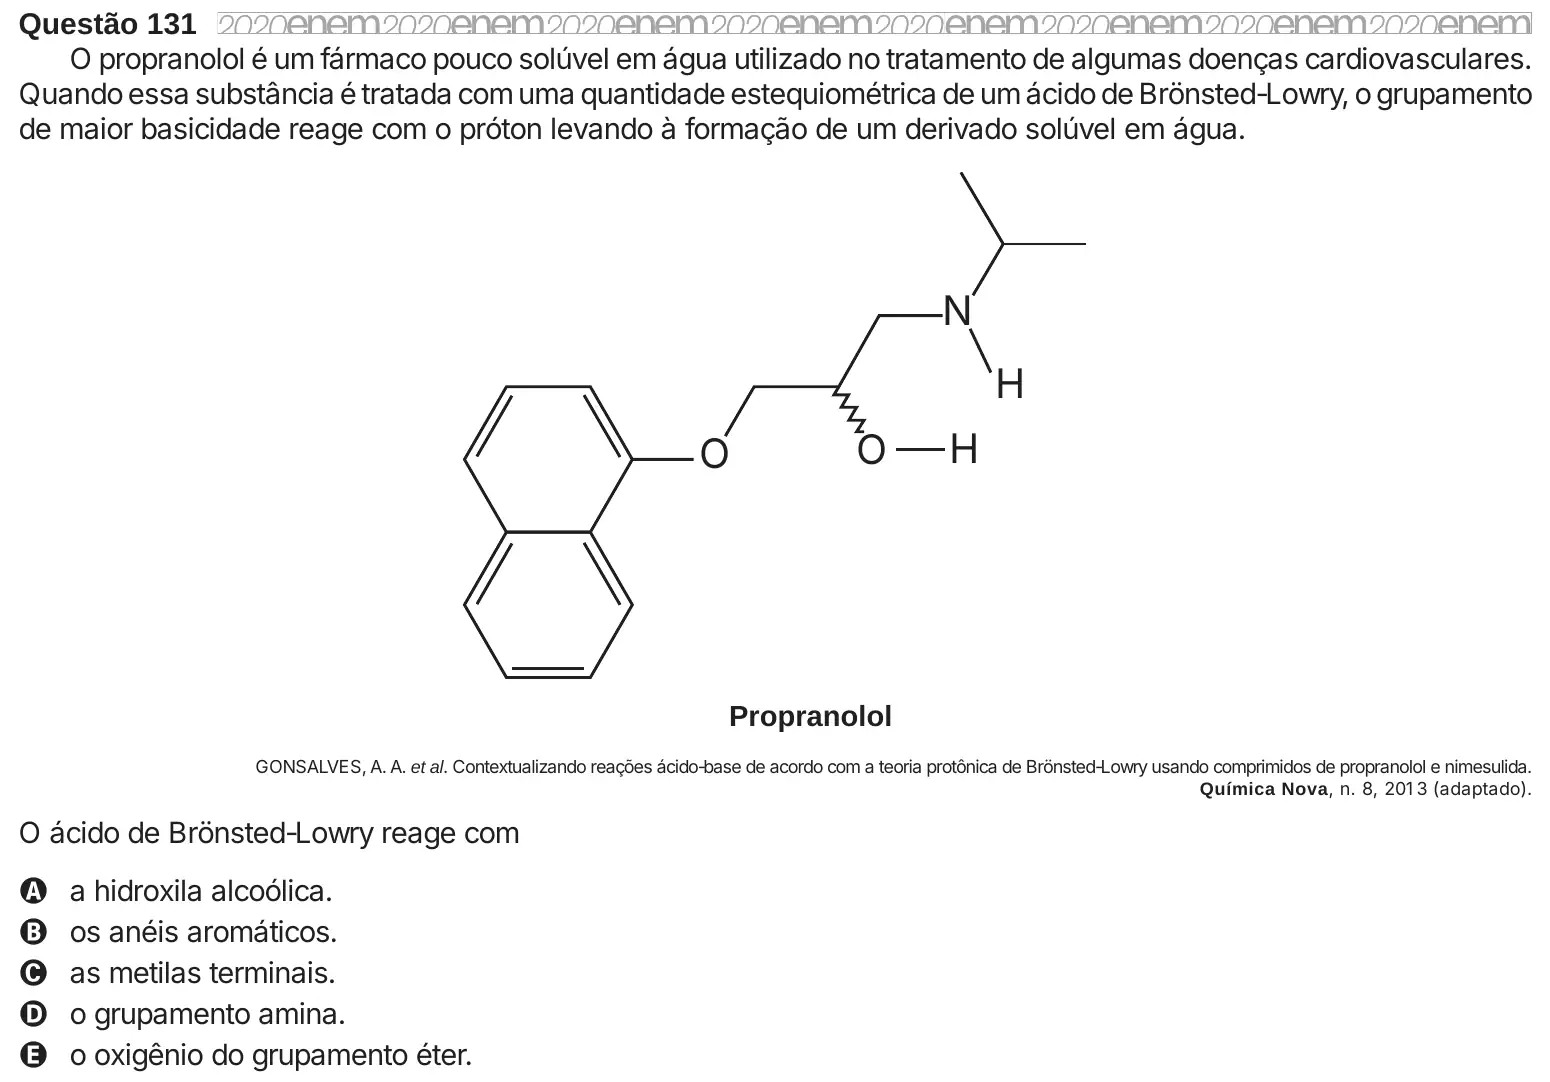 Questão 131 2020enem2020enem2020enem2020enem2020enem2020enem2020enem2020enem
O propranolol é um fármaco pouco solúvel em água utilizado no tratamento de algumas doenças cardiovasculares.
Quando essa substância é tratada com uma quantidade estequiométrica de um ácido de Brönsted-Lowry, o grupamento
de maior basicidade reage com o próton levando à formação de um derivado solúvel em água.
N
H
O
O — H
Propranolol
GONSALVES, A. A. et al. Contextualizando reações ácido-base de acordo com a teoria protônica de Brönsted-Lowry usando comprimidos de propranolol e nimesulida.
Química Nova, n. 8, 2013 (adaptado).
O ácido de Brönsted-Lowry reage com
A a hidroxila alcoólica.
B os anéis aromáticos.
C as metilas terminais.
D o grupamento amina.
E o oxigênio do grupamento éter.